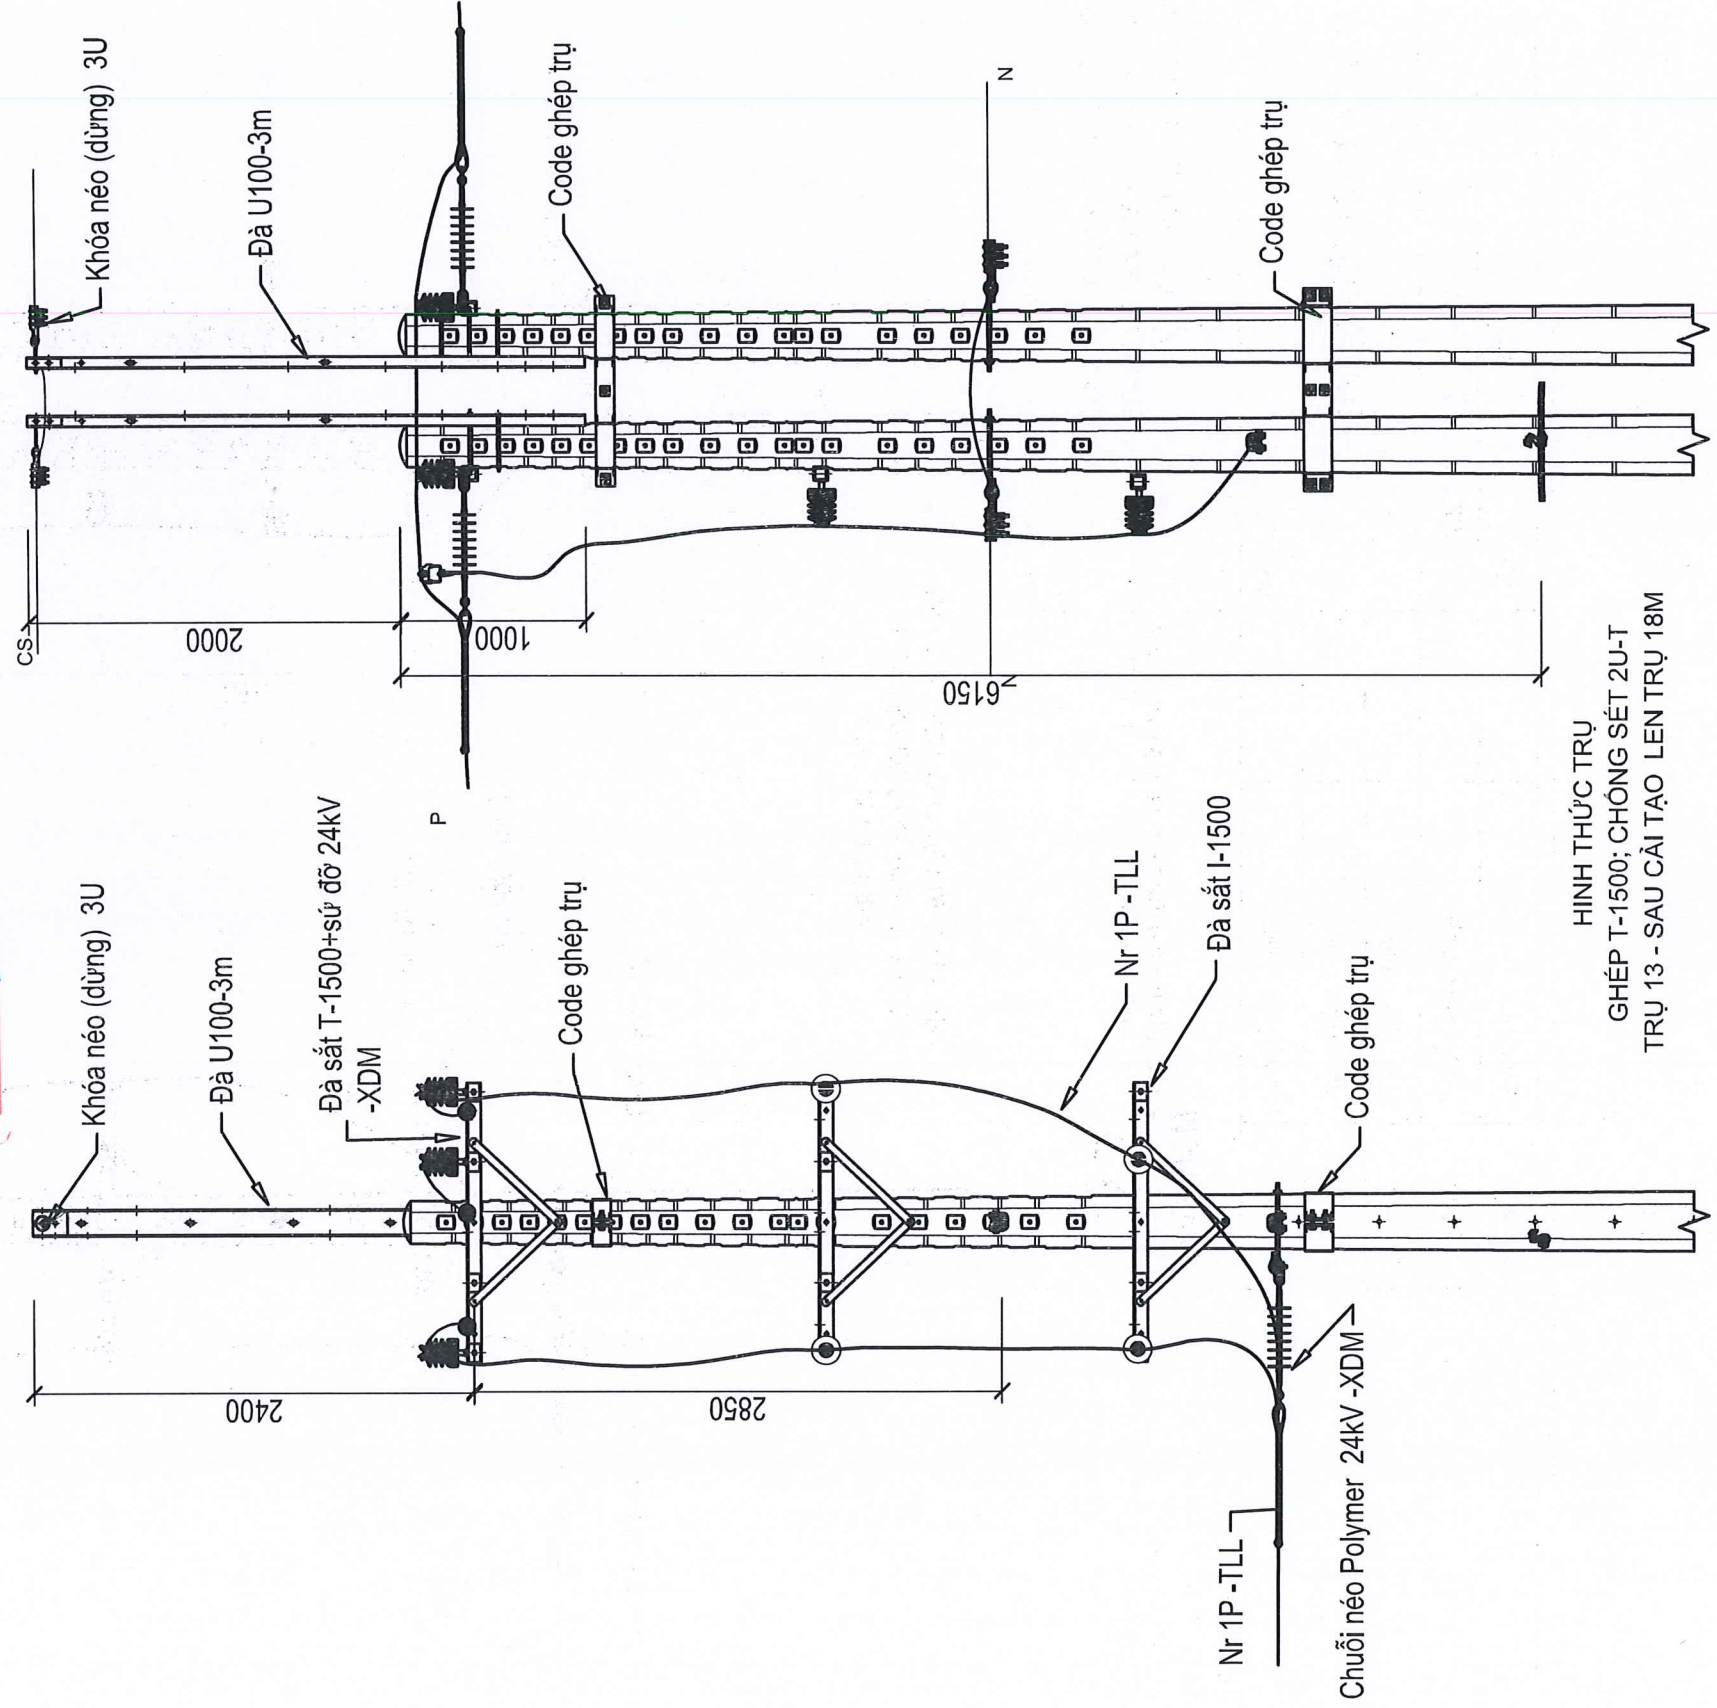 Khóa néo (dừng) 3U
Đà U100-3m
Đà sắt T-1500+sứ đỡ 24kV
-XDM
Code ghép trụ
Nr 1P -TLL
Đà sắt I-1500
Code ghép trụ
2400
2850
Nr 1P -TLL
Chuỗi néo Polymer 24kV -XDM
Khóa néo (dừng) 3U
Đà U100-3m
Code ghép trụ
N
Code ghép trụ
CS
2000
1000
P
6150
N
HINH THỨC TRỤ
GHÉP T-1500; CHỐNG SÉT 2U-T
TRỤ 13 - SAU CẢI TẠO LEN TRỤ 18M